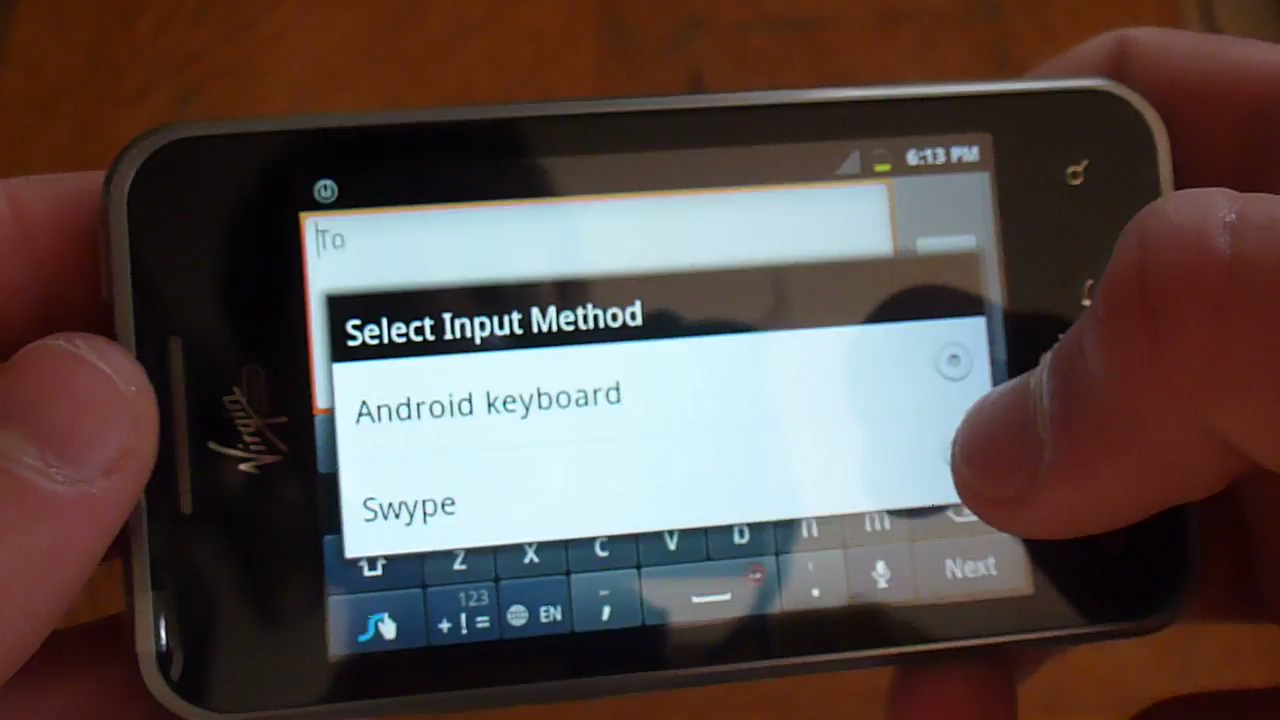 6:13 PM
To
Select Input Method
Android keyboard
Swype
Virgin
Z X C V B n m
123
+!= EN , . Next